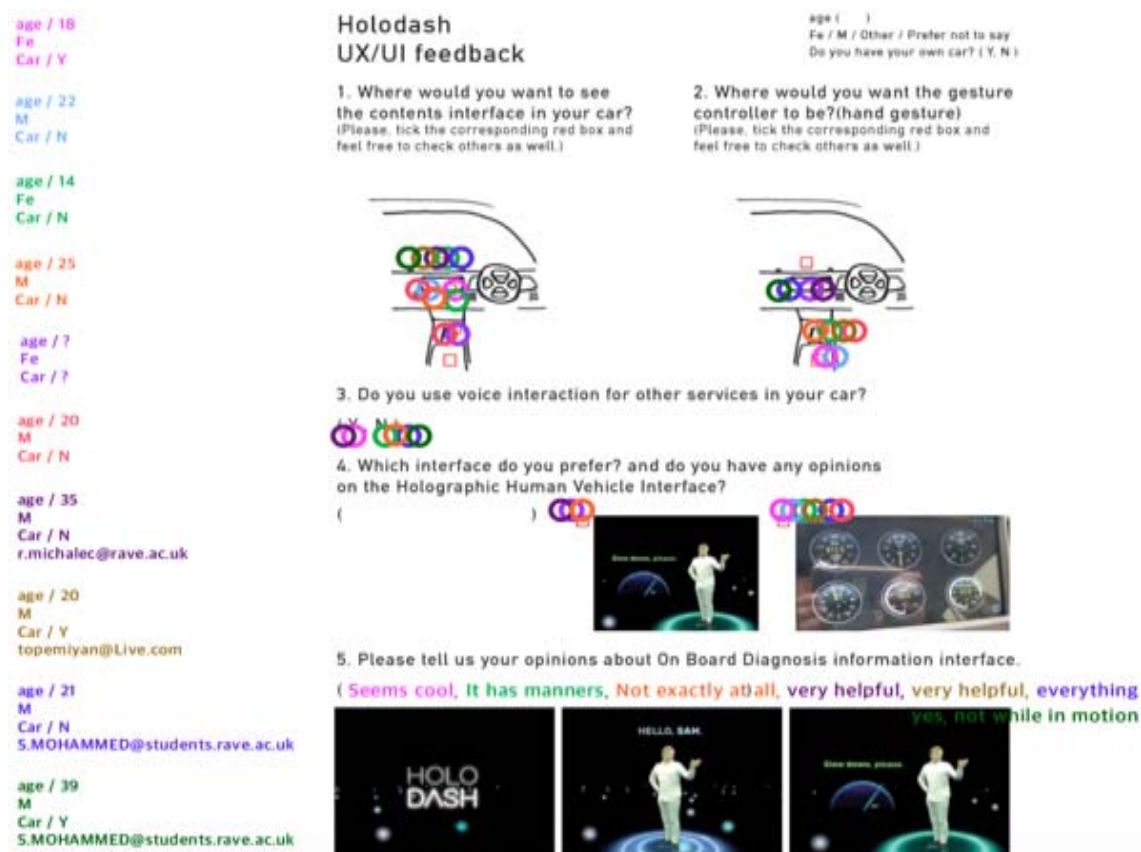 age / 18
Fe
Car / Y
age / 22
M
Car / N
age / 14
Fe
Car / N
age / 25
M
Car / N
age / ?
Fe
Car / ?
age / 20
M
Car / N
age / 35
M
Car / N
r.michalec@rave.ac.uk
age / 20
M
Car / Y
topemiyan@Live.com
age / 21
M
Car / N
S.MOHAMMED@students.rave.ac.uk
age / 39
M
Car / Y
S.MOHAMMED@students.rave.ac.uk
Holodash
UX/UI feedback
age ( )
Fe / M / Other / Prefer not to say
Do you have your own car? ( Y, N )
1. Where would you want to see
the contents interface in your car?
(Please, tick the corresponding red box and
feel free to check others as well.)
2. Where would you want the gesture
controller to be?(hand gesture)
(Please, tick the corresponding red box and
feel free to check others as well.)
3. Do you use voice interaction for other services in your car?
( Y, N )
4. Which interface do you prefer? and do you have any opinions
on the Holographic Human Vehicle Interface?
( )
Slow down, please.
5. Please tell us your opinions about On Board Diagnosis information interface.
( Seems cool, It has manners, Not exactly at)all, very helpful, very helpful, everything
yes, not while in motion
HOLO
DASH
HELLO, SAM.
Slow down, please.